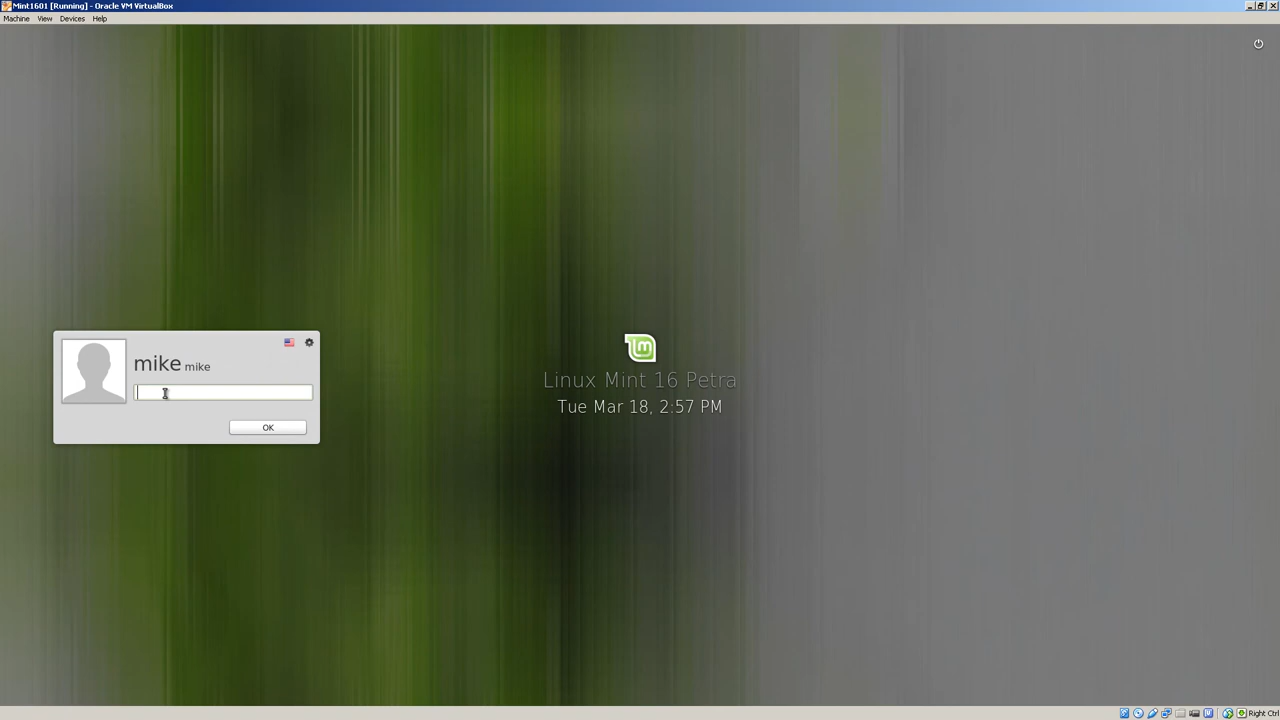 Mint1601 [Running] - Oracle VM VirtualBox
Machine View Devices Help
mike mike
OK
lm
Linux Mint 16 Petra
Tue Mar 18, 2:57 PM
Right Ctrl